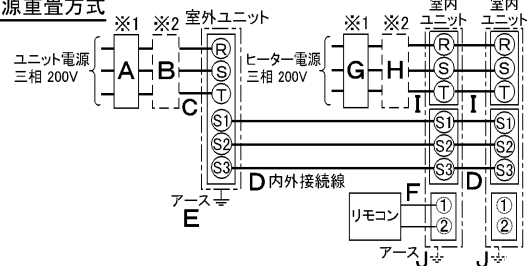 源重畳方式
※1 ※2 室外ユニット
ユニット電源
三相 200V
A B C
R
S
T
S1
S2
S3
アース
E
D 内外接続線
※1 ※2
ヒーター電源
三相 200V
G H I I
室内
ユニット
室内
ユニット
R R
S S
T T
S1 S1
S2 S2
S3 S3
D
F
リモコン
① ①
② ②
アース J J